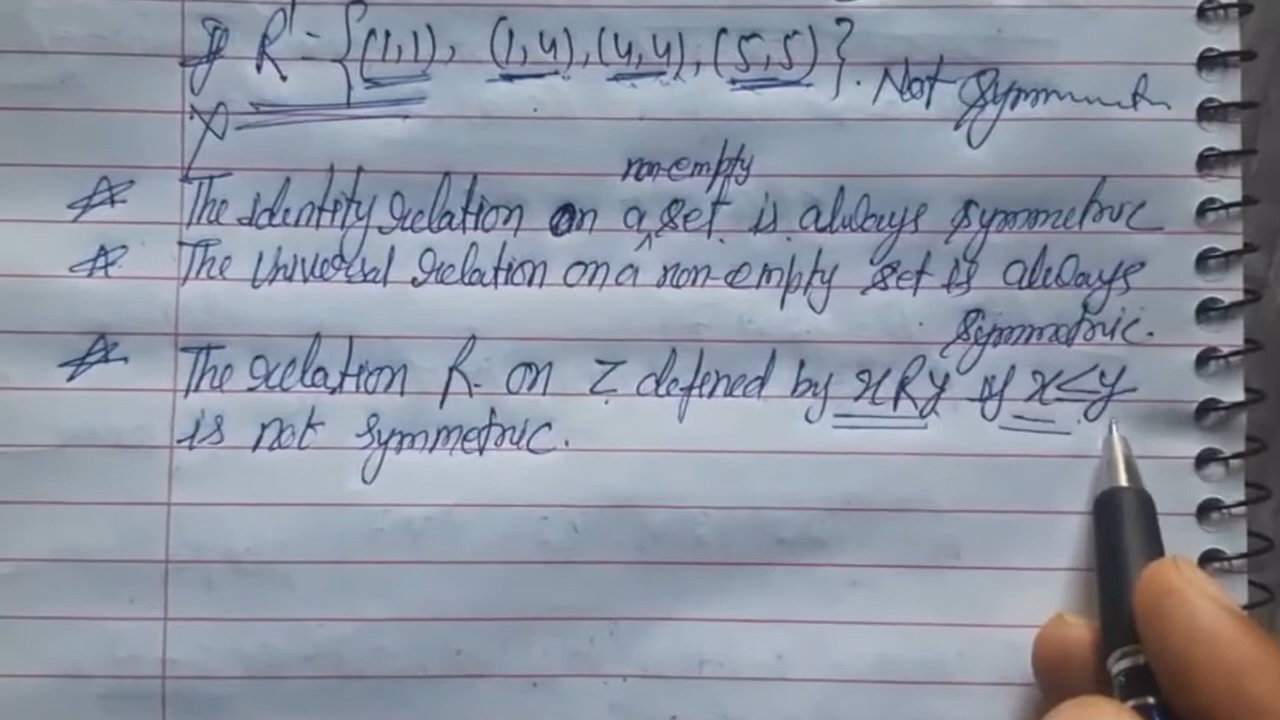 If R' = {(1,1), (1,4), (4,4), (5,5)}. Not Symmetric
non-empty
☆ The identity relation on a set is always symmetric
☆ The Universal relation on a non-empty set is always
Symmetric.
☆ The relation R on Z defined by xRy if x≤y
is not symmetric.